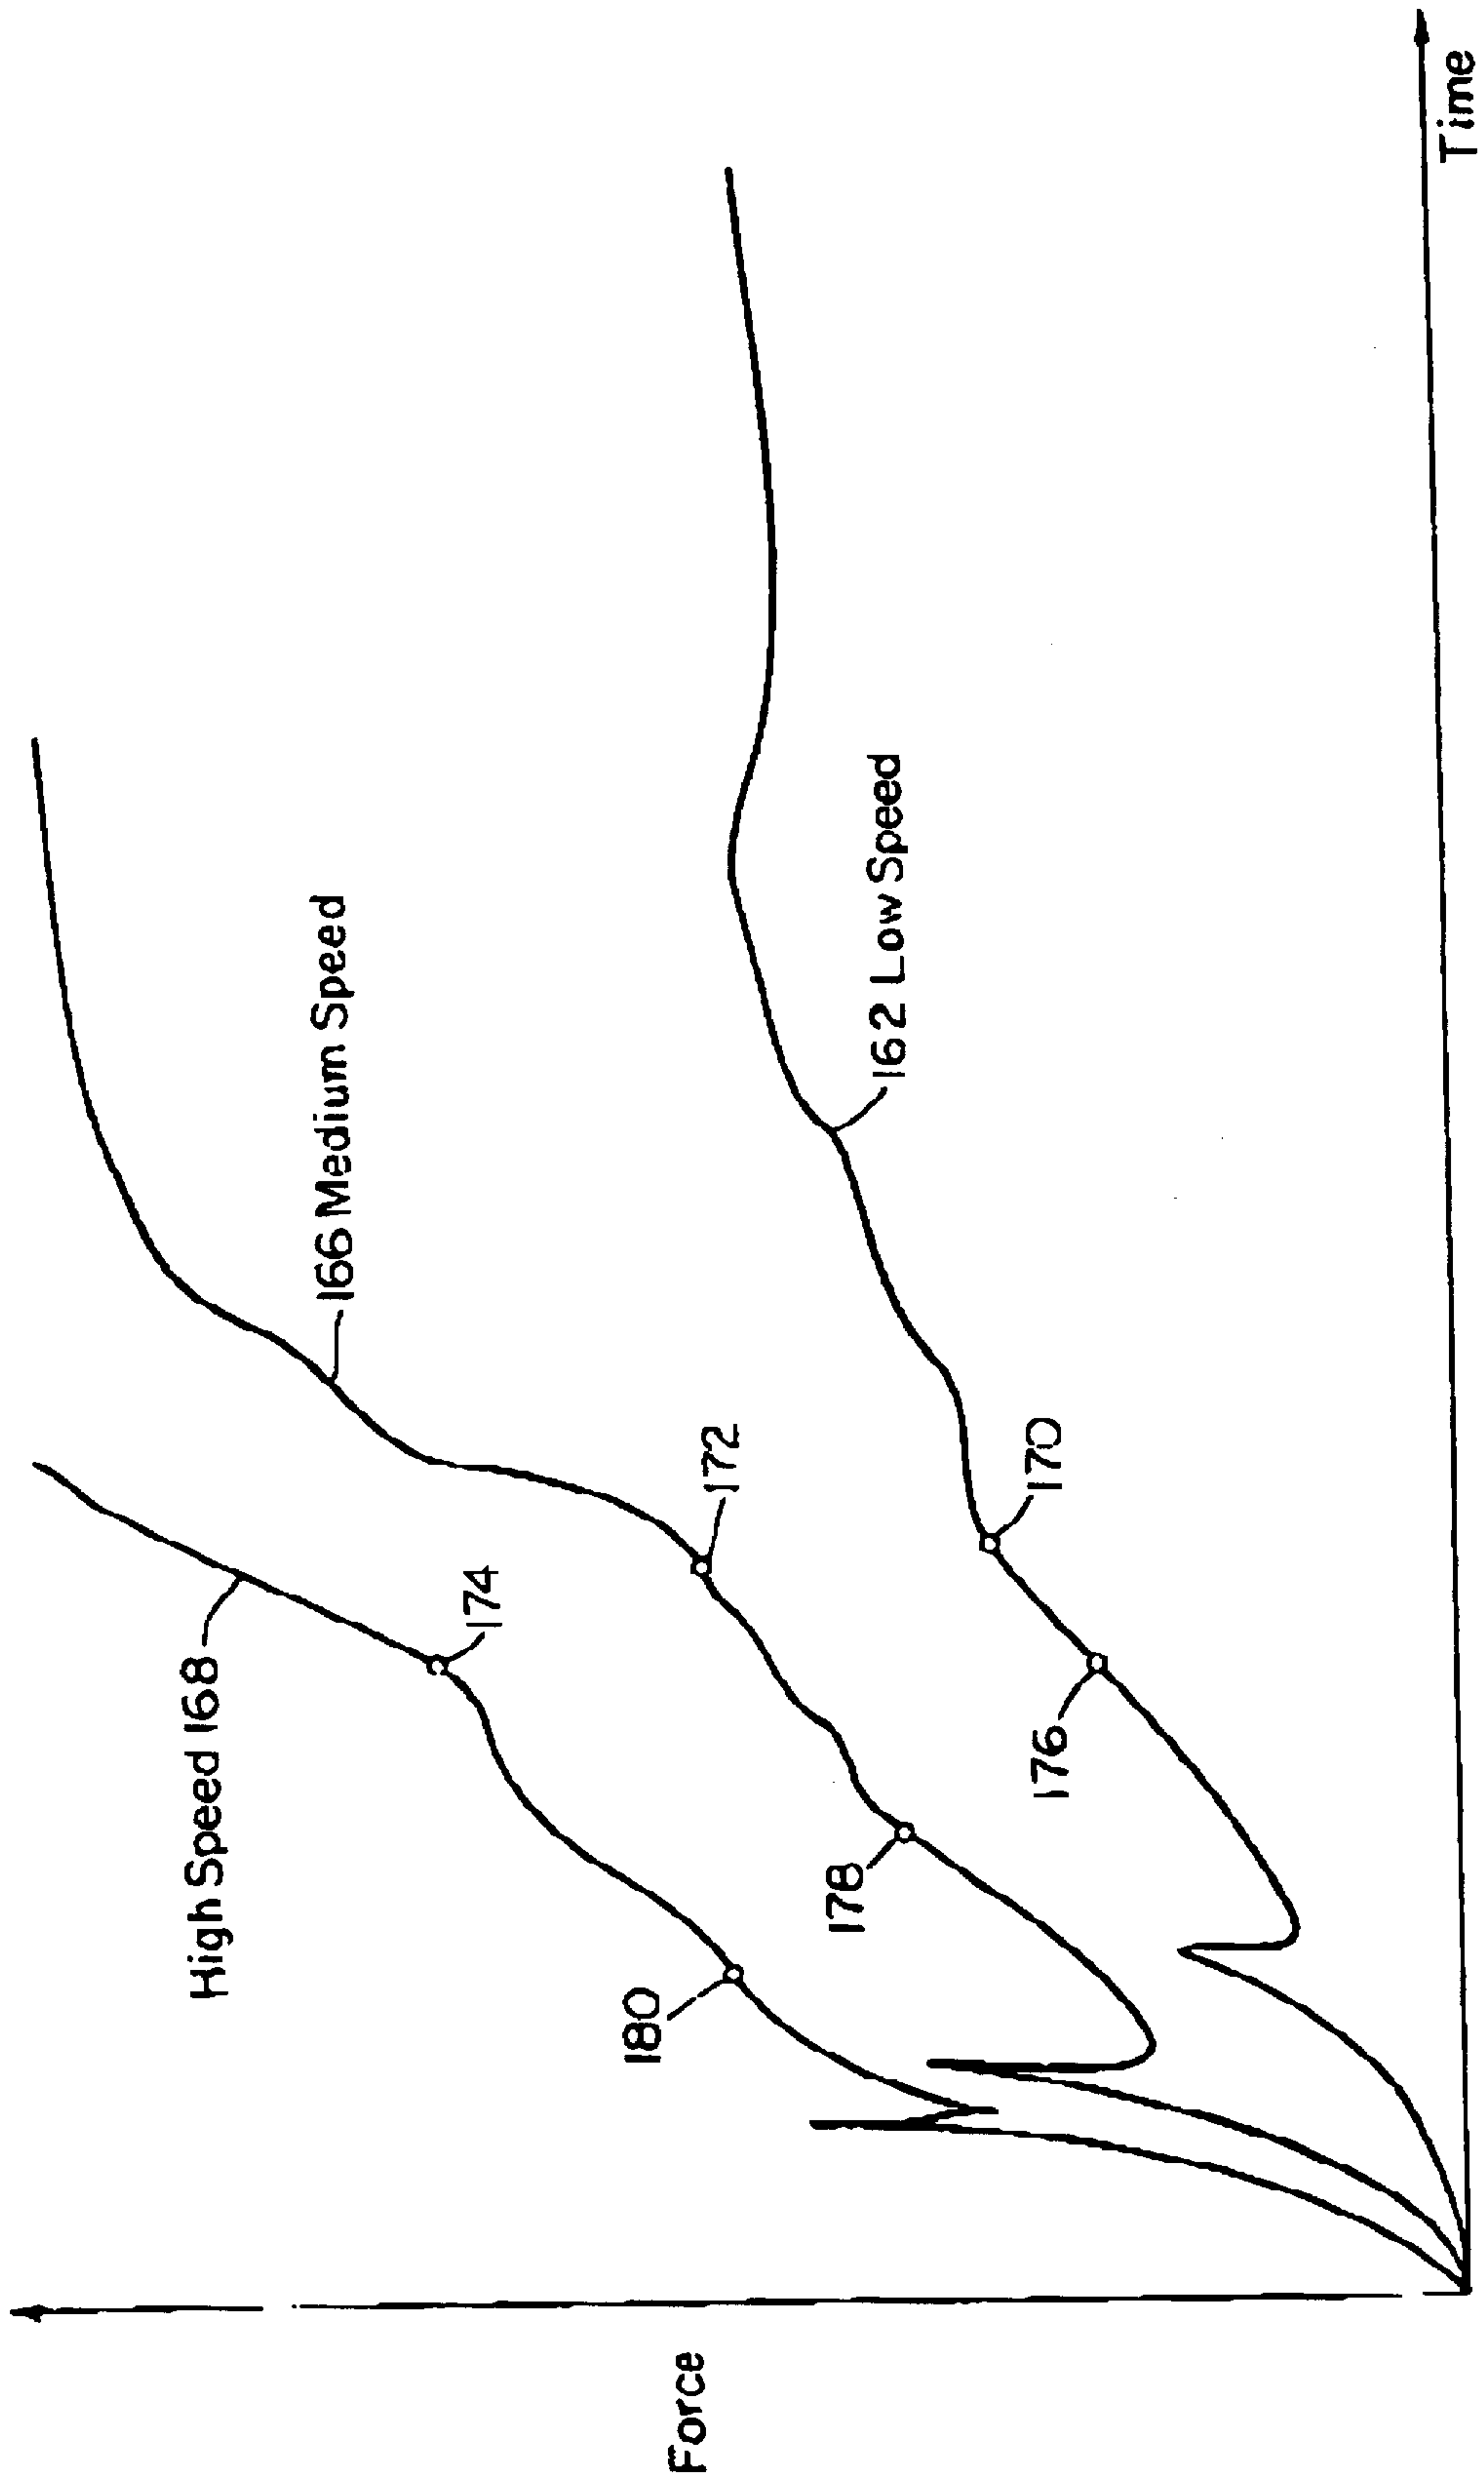 Force
High Speed 168
166 Medium Speed
174
172
180
162 Low Speed
178
170
176
Time